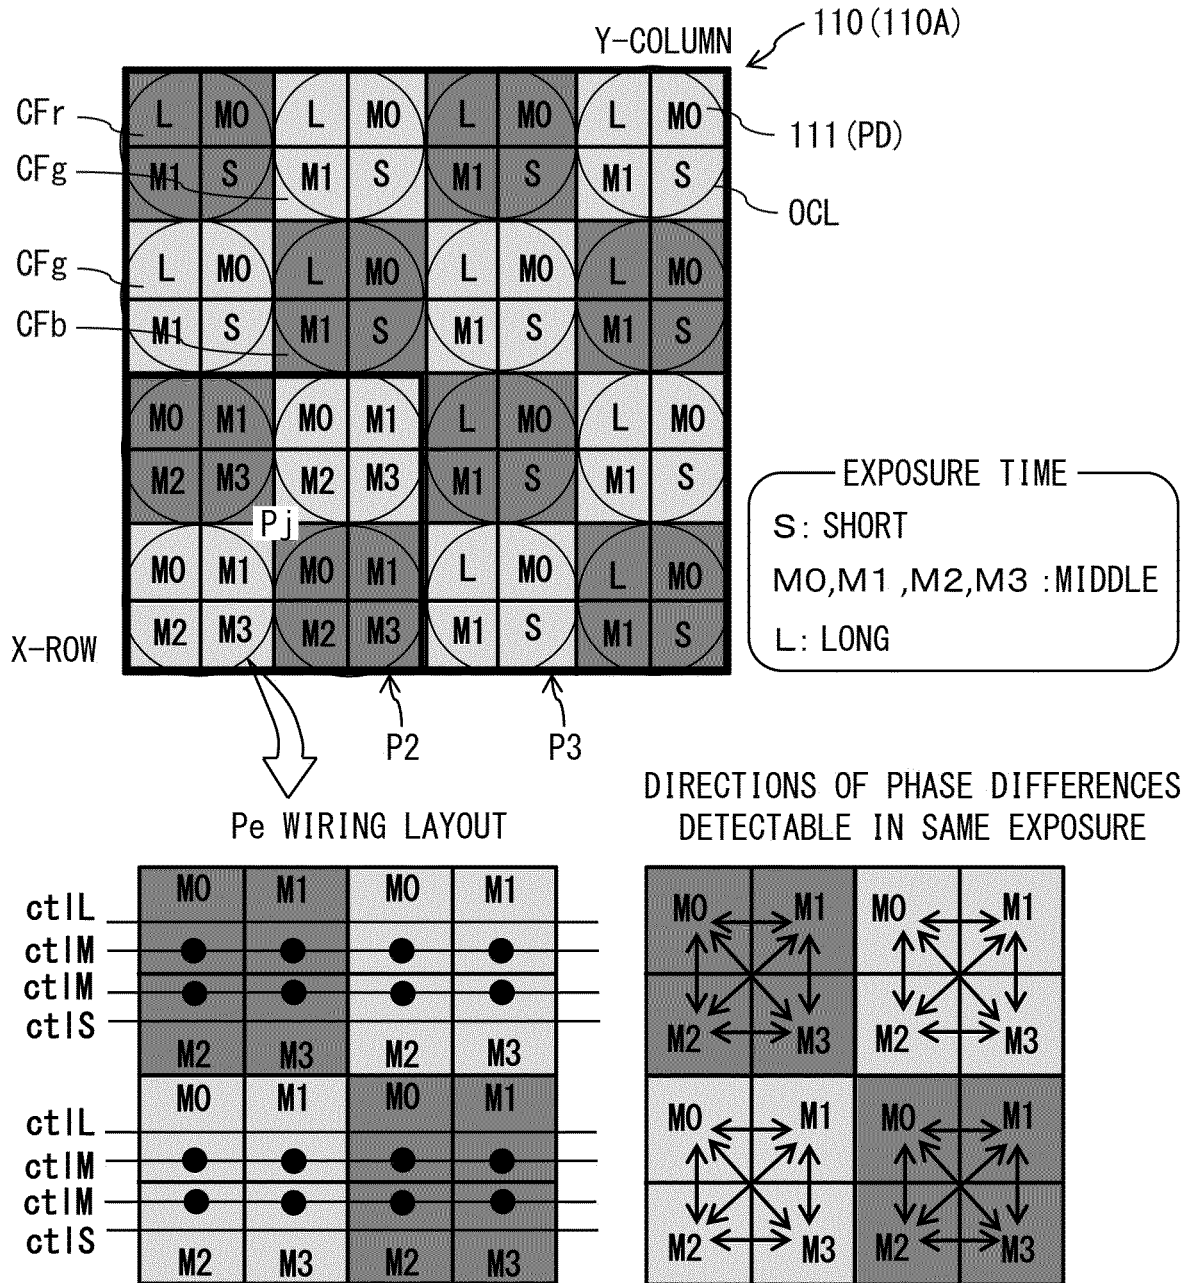 110(110A)
Y-COLUMN
CFr
L M0 L M0 L M0 L M0
111(PD)
CFg
M1 S M1 S M1 S M1 S
OCL
CFg
L M0 L M0 L M0 L M0
CFb
M1 S M1 S M1 S M1 S
M0 M1 M0 M1 L M0 L M0
M2 M3 M2 M3 M1 S M1 S
Pj
M0 M1 M0 M1 L M0 L M0
M2 M3 M2 M3 M1 S M1 S
X-ROW
EXPOSURE TIME
S: SHORT
M0,M1 ,M2,M3 :MIDDLE
L: LONG
P2
P3
Pe WIRING LAYOUT
M0 M1 M0 M1
ctlL
ctlM
ctlM
ctlS
M2 M3 M2 M3
M0 M1 M0 M1
ctlL
ctlM
ctlM
ctlS
M2 M3 M2 M3
DIRECTIONS OF PHASE DIFFERENCES
DETECTABLE IN SAME EXPOSURE
M0 M1 M0 M1
M2 M3 M2 M3
M0 M1 M0 M1
M2 M3 M2 M3